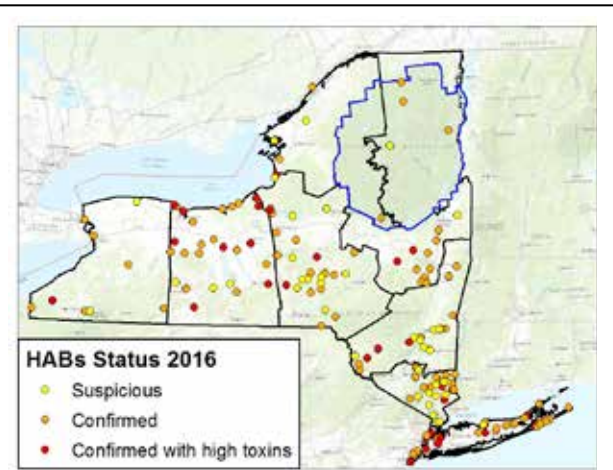 HABs Status 2016
Suspicious
Confirmed
Confirmed with high toxins